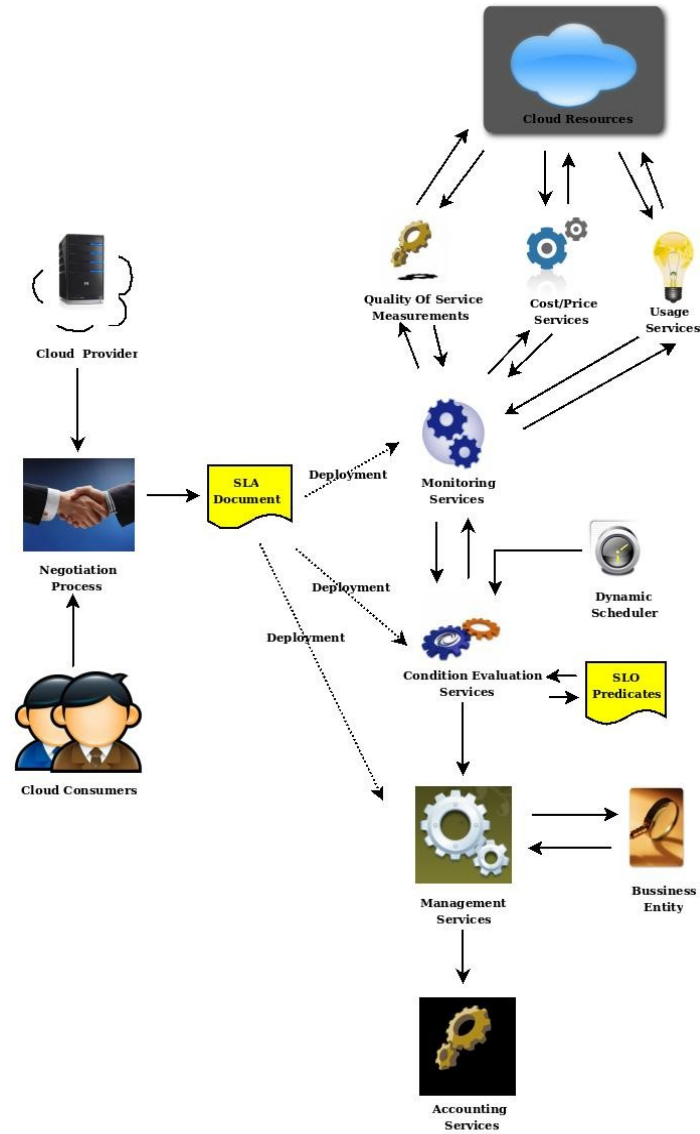 Cloud Resources
Quality Of Service
Measurements
Cost/Price
Services
Usage
Services
Cloud Provider
Monitoring
Services
Deployment
SLA
Document
Negotiation
Process
Dynamic
Scheduler
Deployment
Deployment
Condition Evaluation
Services
SLO
Predicates
Cloud Consumers
Management
Services
Bussiness
Entity
Accounting
Services